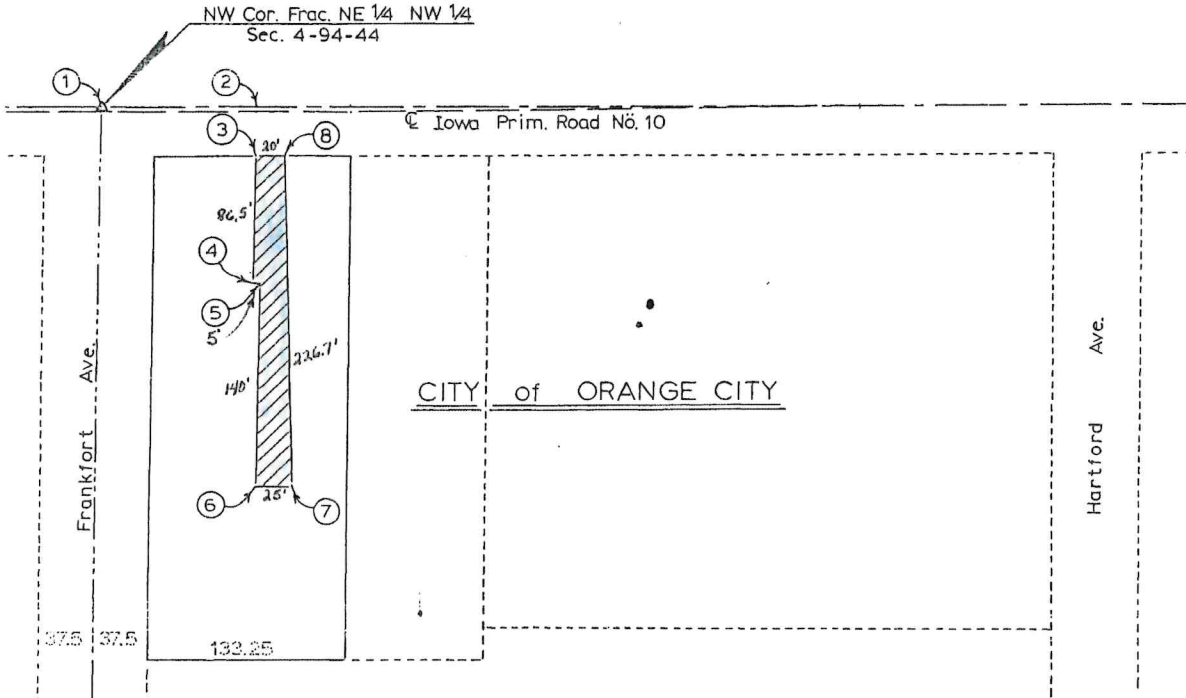 NW Cor. Frac. NE 1/4 NW 1/4
Sec. 4-94-44
1
2
℄ Iowa Prim. Road No. 10
3
20'
8
86.5'
4
5
5'
226.7'
140'
CITY of ORANGE CITY
Frankfort Ave.
Hartford Ave.
6
25'
7
37.5 37.5
133.25